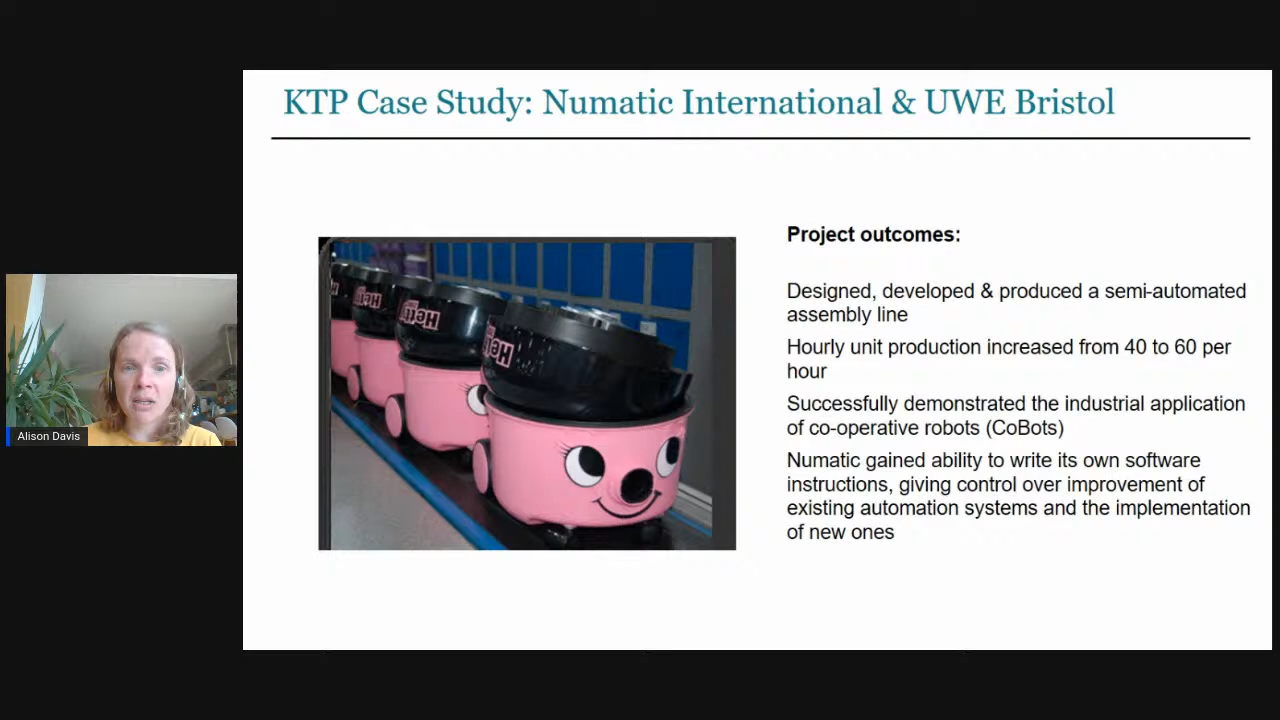 KTP Case Study: Numatic International & UWE Bristol
Project outcomes:
Designed, developed & produced a semi-automated
assembly line
Hourly unit production increased from 40 to 60 per
hour
Successfully demonstrated the industrial application
of co-operative robots (CoBots)
Numatic gained ability to write its own software
instructions, giving control over improvement of
existing automation systems and the implementation
of new ones
Alison Davis